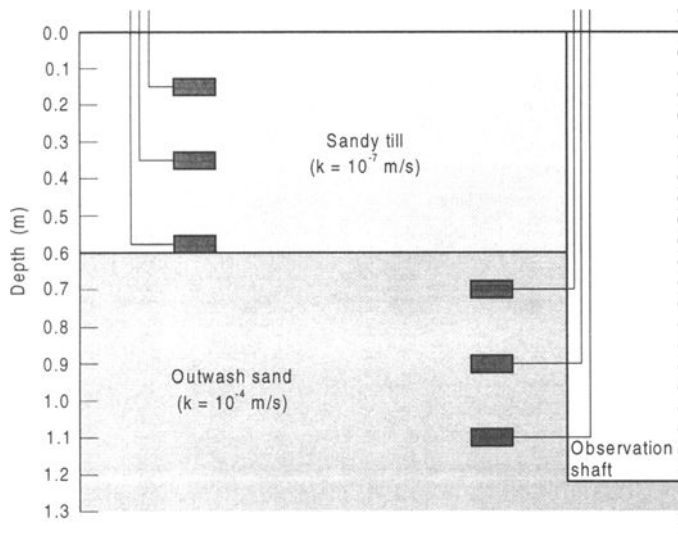 0.0
0.1
0.2
0.3
0.4
0.5
0.6
0.7
0.8
0.9
1.0
1.1
1.2
1.3
Depth (m)
Sandy till
(k = 10⁻⁷ m/s)
Outwash sand
(k = 10⁻⁴ m/s)
Observation
shaft